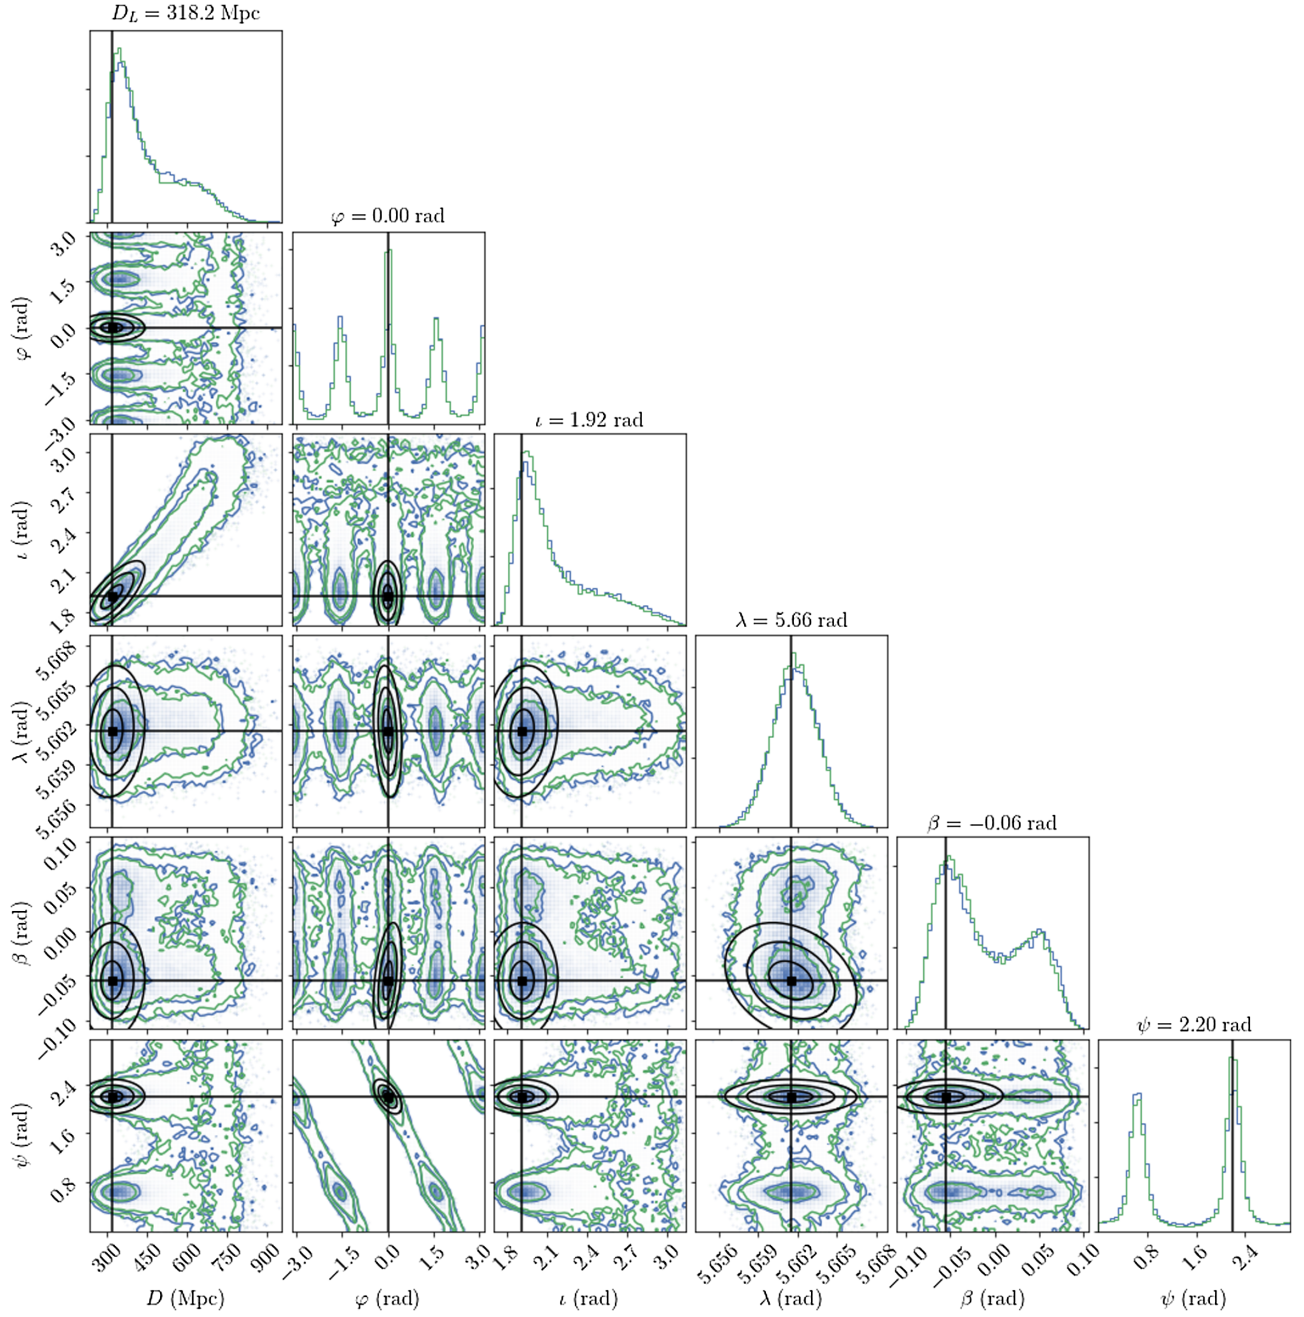 D_L = 318.2 Mpc
φ = 0.00 rad
3.0
1.5
0.0
−1.5
−3.0
φ (rad)
ι = 1.92 rad
3.0
2.7
2.4
2.1
1.8
ι (rad)
λ = 5.66 rad
5.668
5.665
5.662
5.659
5.656
λ (rad)
β = −0.06 rad
0.10
0.05
0.00
−0.05
−0.10
β (rad)
ψ = 2.20 rad
2.4
1.6
0.8
ψ (rad)
300 450 600 750 900 −3.0 −1.5 0.0 1.5 3.0 1.8 2.1 2.4 2.7 3.0 5.656 5.659 5.662 5.665 5.668 −0.10 −0.05 0.00 0.05 0.10 0.8 1.6 2.4
D (Mpc) φ (rad) ι (rad) λ (rad) β (rad) ψ (rad)